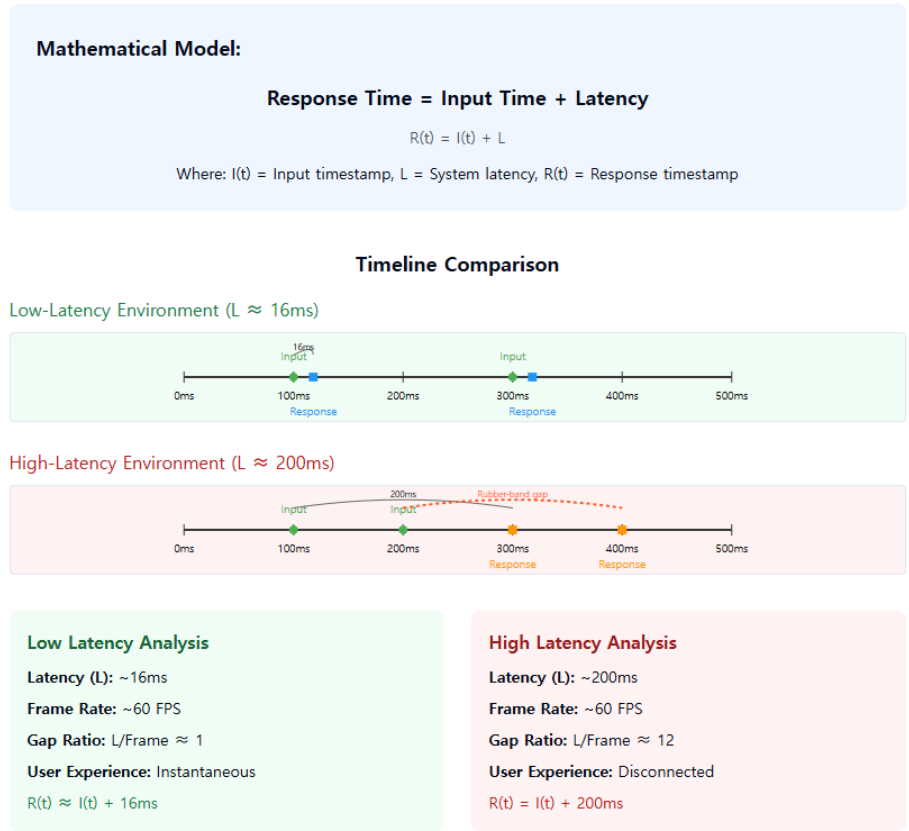 Mathematical Model:
Response Time = Input Time + Latency
R(t) = I(t) + L
Where: I(t) = Input timestamp, L = System latency, R(t) = Response timestamp
Timeline Comparison
Low-Latency Environment (L ≈ 16ms)
16ms
Input Input
0ms 100ms 200ms 300ms 400ms 500ms
Response Response
High-Latency Environment (L ≈ 200ms)
200ms Rubber-band gap
Input Input
0ms 100ms 200ms 300ms 400ms 500ms
Response Response
Low Latency Analysis
Latency (L): ~16ms
Frame Rate: ~60 FPS
Gap Ratio: L/Frame ≈ 1
User Experience: Instantaneous
R(t) ≈ I(t) + 16ms
High Latency Analysis
Latency (L): ~200ms
Frame Rate: ~60 FPS
Gap Ratio: L/Frame ≈ 12
User Experience: Disconnected
R(t) = I(t) + 200ms